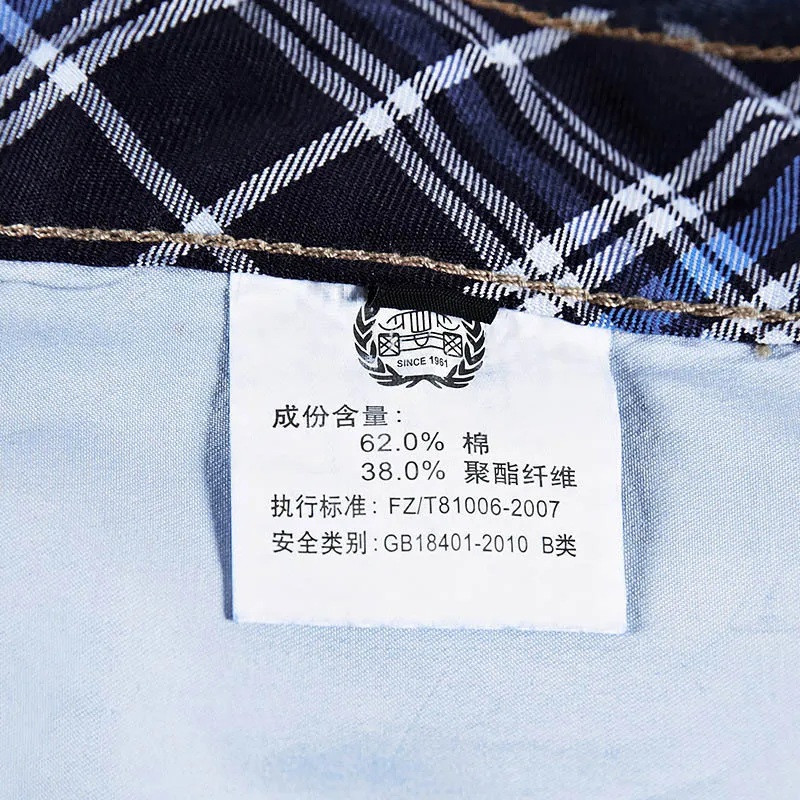 SINCE 1961
成份含量:
62.0% 棉
38.0% 聚酯纤维
执行标准: FZ/T81006-2007
安全类别:GB18401-2010 B类